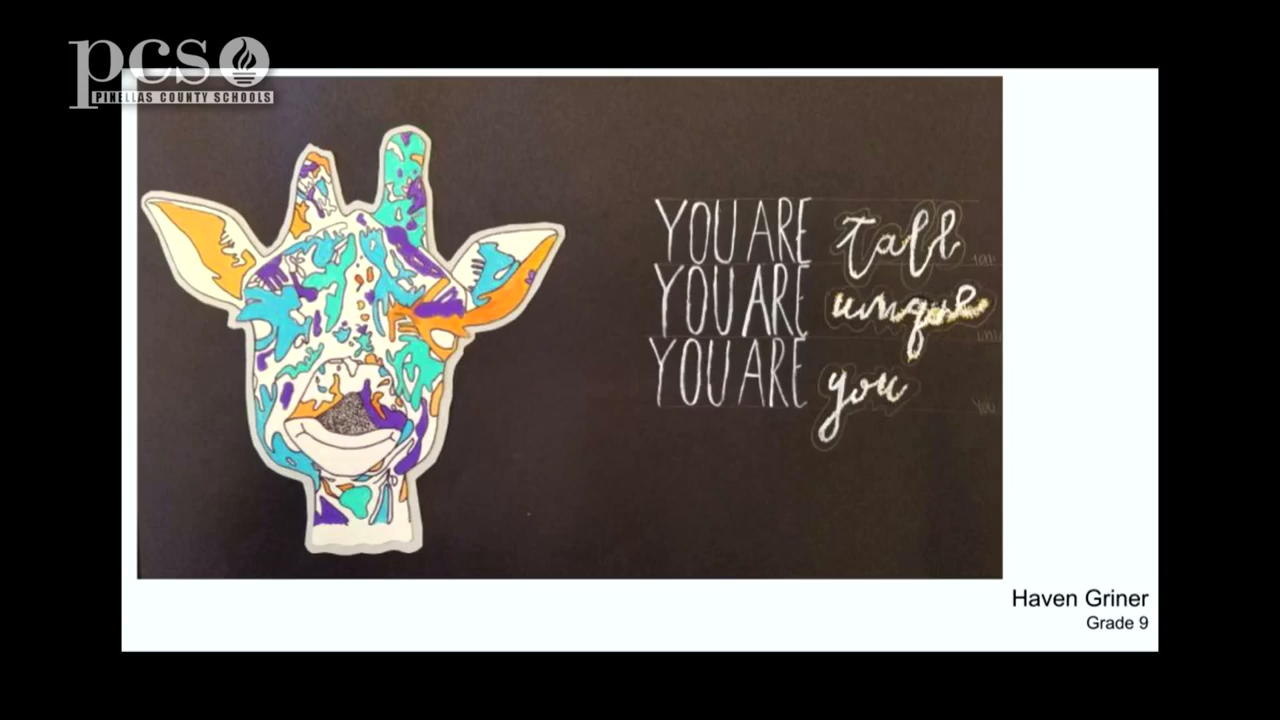 pcs
PINELLAS COUNTY SCHOOLS
YOU ARE tall
YOU ARE unique
YOU ARE you
Haven Griner
Grade 9